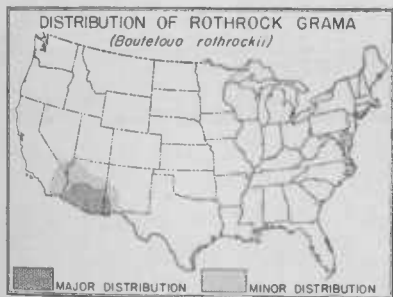 DISTRIBUTION OF ROTHROCK GRAMA
(Bouteloua rothrockii)
MAJOR DISTRIBUTION
MINOR DISTRIBUTION